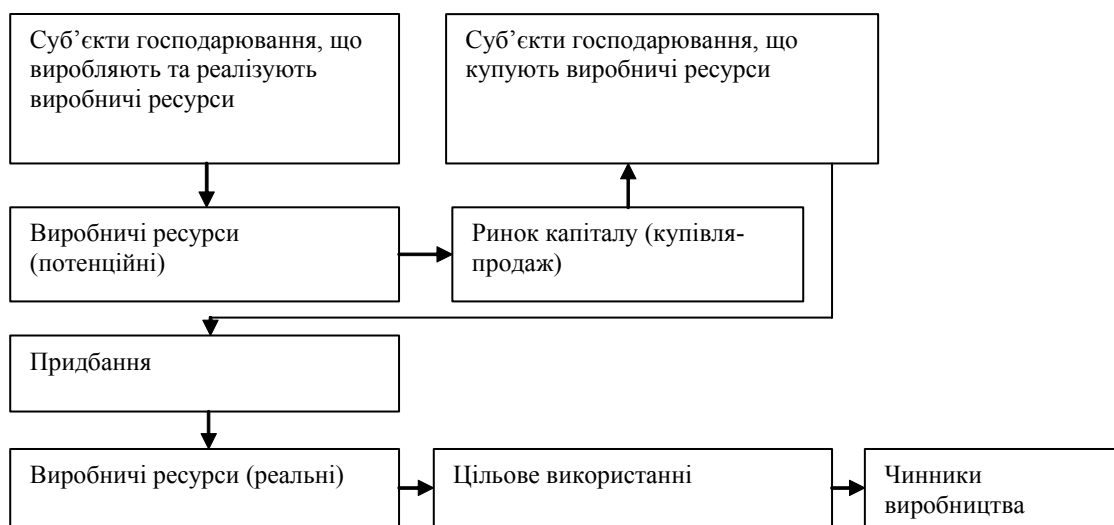 Суб’єкти господарювання, що
виробляють та реалізують
виробничі ресурси
Суб’єкти господарювання, що
купують виробничі ресурси
Виробничі ресурси
(потенційні)
Ринок капіталу (купівля-
продаж)
Придбання
Виробничі ресурси (реальні)
Цільове використанні
Чинники
виробництва